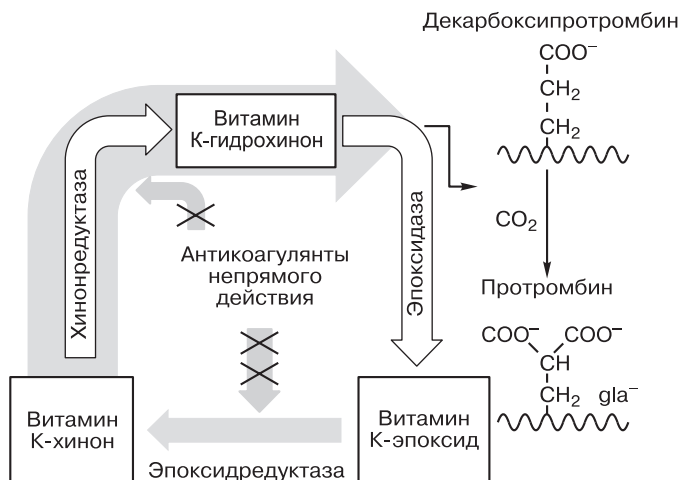 Декарбоксипротромбин
COO⁻
CH₂
CH₂
Витамин
К-гидрохинон
Хинонредуктаза
Эпоксидаза
CO₂
Антикоагулянты
непрямого
действия
Протромбин
COO⁻ COO⁻
CH
CH₂ gla⁻
Витамин
К-хинон
Витамин
К-эпоксид
Эпоксидредуктаза